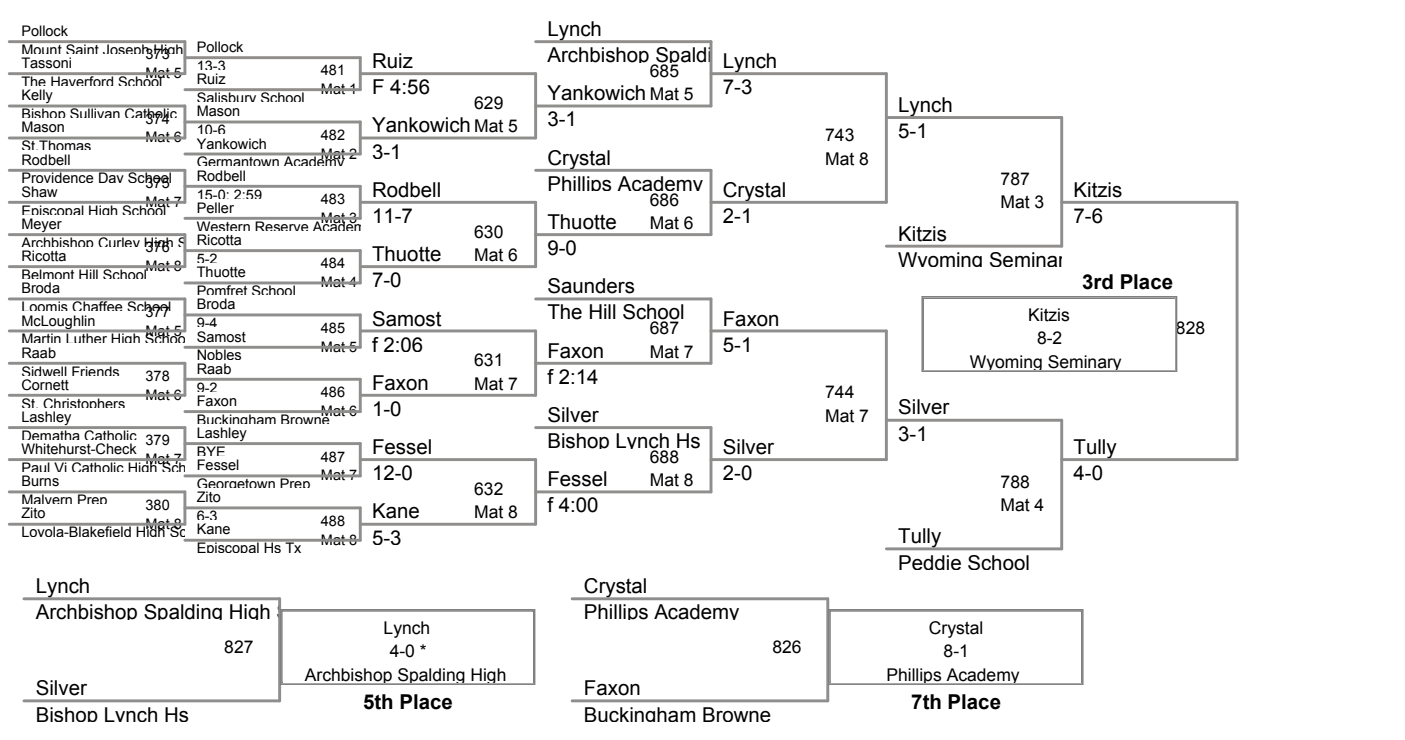 Pollock
Mount Saint Joseph High
373
Tassoni
Mat 5
The Haverford School
Kelly
Bishop Sullivan Catholic
374
Mason
Mat 6
St.Thomas
Rodbell
Providence Day School
375
Shaw
Mat 7
Episcopal High School
Meyer
Archbishop Curley High S
376
Ricotta
Mat 8
Belmont Hill School
Broda
Loomis Chaffee School
377
McLoughlin
Mat 5
Martin Luther High Schoo
Raab
Sidwell Friends
378
Cornett
Mat 6
St. Christophers
Lashley
Dematha Catholic
379
Whitehurst-Check
Mat 7
Paul Vi Catholic High Sch
Burns
Malvern Prep
380
Zito
Mat 8
Loyola-Blakefield High Sc
Pollock
13-3
481
Ruiz
Mat 1
Salisbury School
Mason
10-6
482
Yankowich
Mat 2
Germantown Academy
Rodbell
15-0; 2:59
483
Peller
Mat 3
Western Reserve Academ
Ricotta
5-2
484
Thuotte
Mat 4
Pomfret School
Broda
9-4
485
Samost
Mat 5
Nobles
Raab
9-2
486
Faxon
Mat 6
Buckingham Browne
Lashley
BYE
487
Fessel
Mat 7
Georgetown Prep
Zito
6-3
488
Kane
Mat 8
Episcopal Hs Tx
Ruiz
F 4:56
629
Yankowich Mat 5
3-1
Rodbell
11-7
630
Thuotte
Mat 6
7-0
Samost
f 2:06
631
Faxon
Mat 7
1-0
Fessel
12-0
632
Kane
Mat 8
5-3
Lynch
Archbishop Spaldi
685
Yankowich Mat 5
3-1
Crystal
Phillips Academy
686
Thuotte
Mat 6
9-0
Saunders
The Hill School
687
Faxon
Mat 7
f 2:14
Silver
Bishop Lynch Hs
688
Fessel
Mat 8
f 4:00
Lynch
7-3
743
Mat 8
Crystal
2-1
Faxon
5-1
744
Mat 7
Silver
2-0
Lynch
5-1
787
Mat 3
Kitzis
Wyoming Seminar
Silver
3-1
788
Mat 4
Tully
Peddie School
Kitzis
7-6
3rd Place
Kitzis
8-2
Wyoming Seminary
828
Tully
4-0
Lynch
Archbishop Spalding High
827
Silver
Bishop Lynch Hs
Lynch
4-0 *
Archbishop Spalding High
5th Place
Crystal
Phillips Academy
826
Faxon
Buckingham Browne
Crystal
8-1
Phillips Academy
7th Place